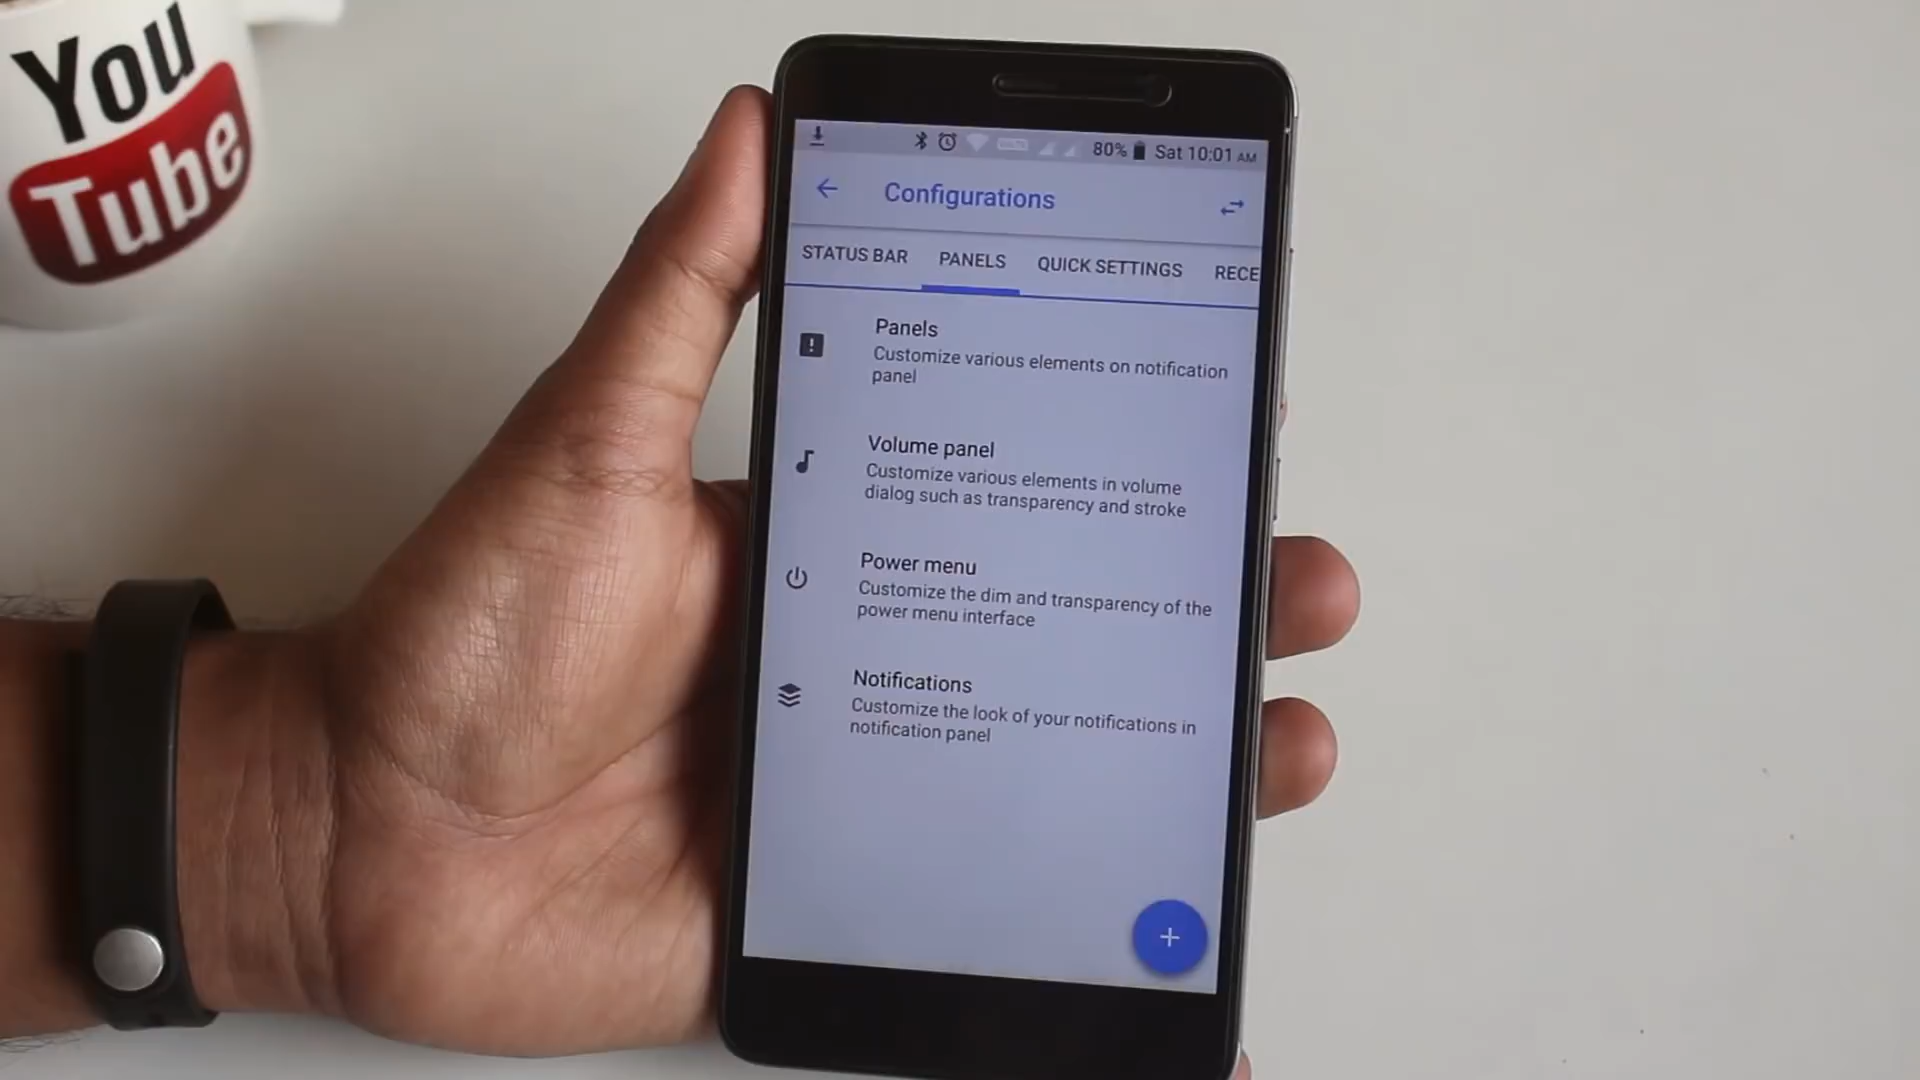 You
Tube
80% Sat 10:01 AM
Configurations
STATUS BAR PANELS QUICK SETTINGS RECE
Panels
Customize various elements on notification
panel
Volume panel
Customize various elements in volume
dialog such as transparency and stroke
Power menu
Customize the dim and transparency of the
power menu interface
Notifications
Customize the look of your notifications in
notification panel